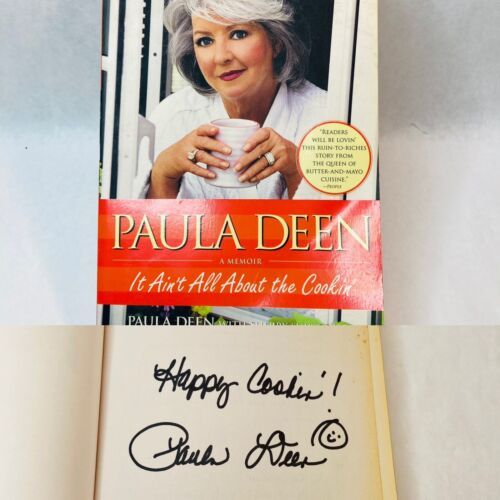 "READERS
WILL BE LOVIN'
THIS RUIN-TO-RICHES
STORY FROM
THE QUEEN OF
BUTTER-AND-MAYO
CUISINE."
—PEOPLE
PAULA DEEN
A MEMOIR
It Ain't All About the Cookin'
PAULA DEEN WITH
Happy Cookin'!
Paula Deen